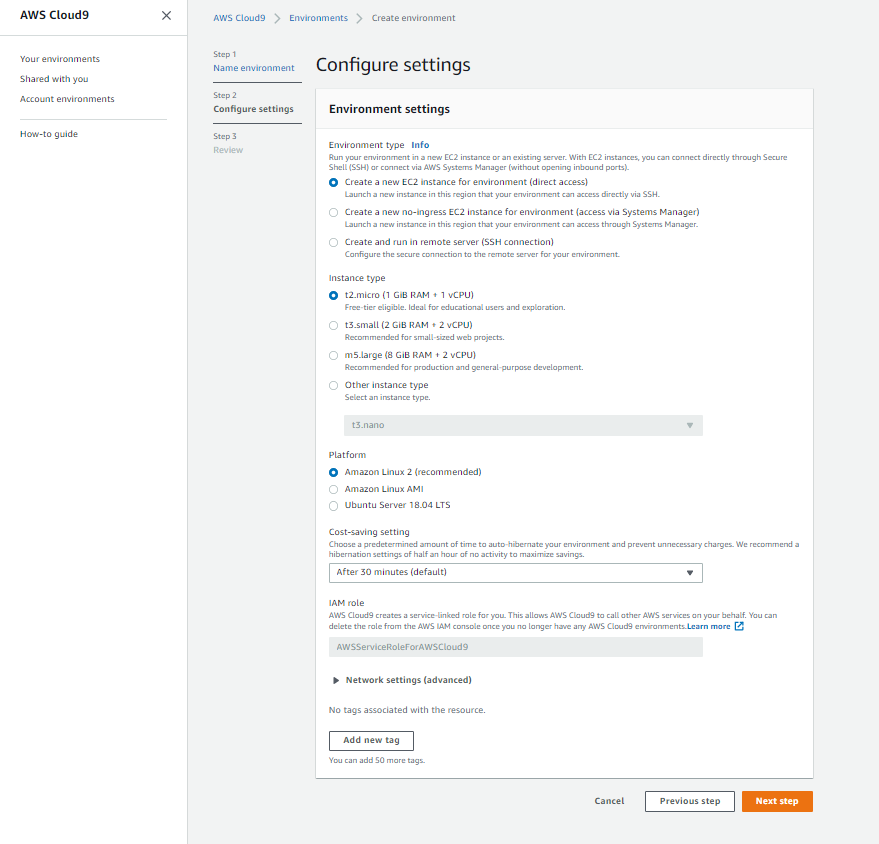 AWS Cloud9
Your environments
Shared with you
Account environments
How-to guide
AWS Cloud9 Environments Create environment
Step 1
Name environment
Step 2
Configure settings
Step 3
Review
Configure settings
Environment settings
Environment type Info
Run your environment in a new EC2 instance or an existing server. With EC2 instances, you can connect directly through Secure
Shell (SSH) or connect via AWS Systems Manager (without opening inbound ports).
Create a new EC2 instance for environment (direct access)
Launch a new instance in this region that your environment can access directly via SSH.
Create a new no-ingress EC2 instance for environment (access via Systems Manager)
Launch a new instance in this region that your environment can access through Systems Manager.
Create and run in remote server (SSH connection)
Configure the secure connection to the remote server for your environment.
Instance type
t2.micro (1 GiB RAM + 1 vCPU)
Free-tier eligible. Ideal for educational users and exploration.
t3.small (2 GiB RAM + 2 vCPU)
Recommended for small-sized web projects.
m5.large (8 GiB RAM + 2 vCPU)
Recommended for production and general-purpose development.
Other instance type
Select an instance type.
t3.nano
Platform
Amazon Linux 2 (recommended)
Amazon Linux AMI
Ubuntu Server 18.04 LTS
Cost-saving setting
Choose a predetermined amount of time to auto-hibernate your environment and prevent unnecessary charges. We recommend a
hibernation settings of half an hour of no activity to maximize savings.
After 30 minutes (default)
IAM role
AWS Cloud9 creates a service-linked role for you. This allows AWS Cloud9 to call other AWS services on your behalf. You can
delete the role from the AWS IAM console once you no longer have any AWS Cloud9 environments.Learn more
AWSServiceRoleForAWSCloud9
Network settings (advanced)
No tags associated with the resource.
Add new tag
You can add 50 more tags.
Cancel Previous step Next step